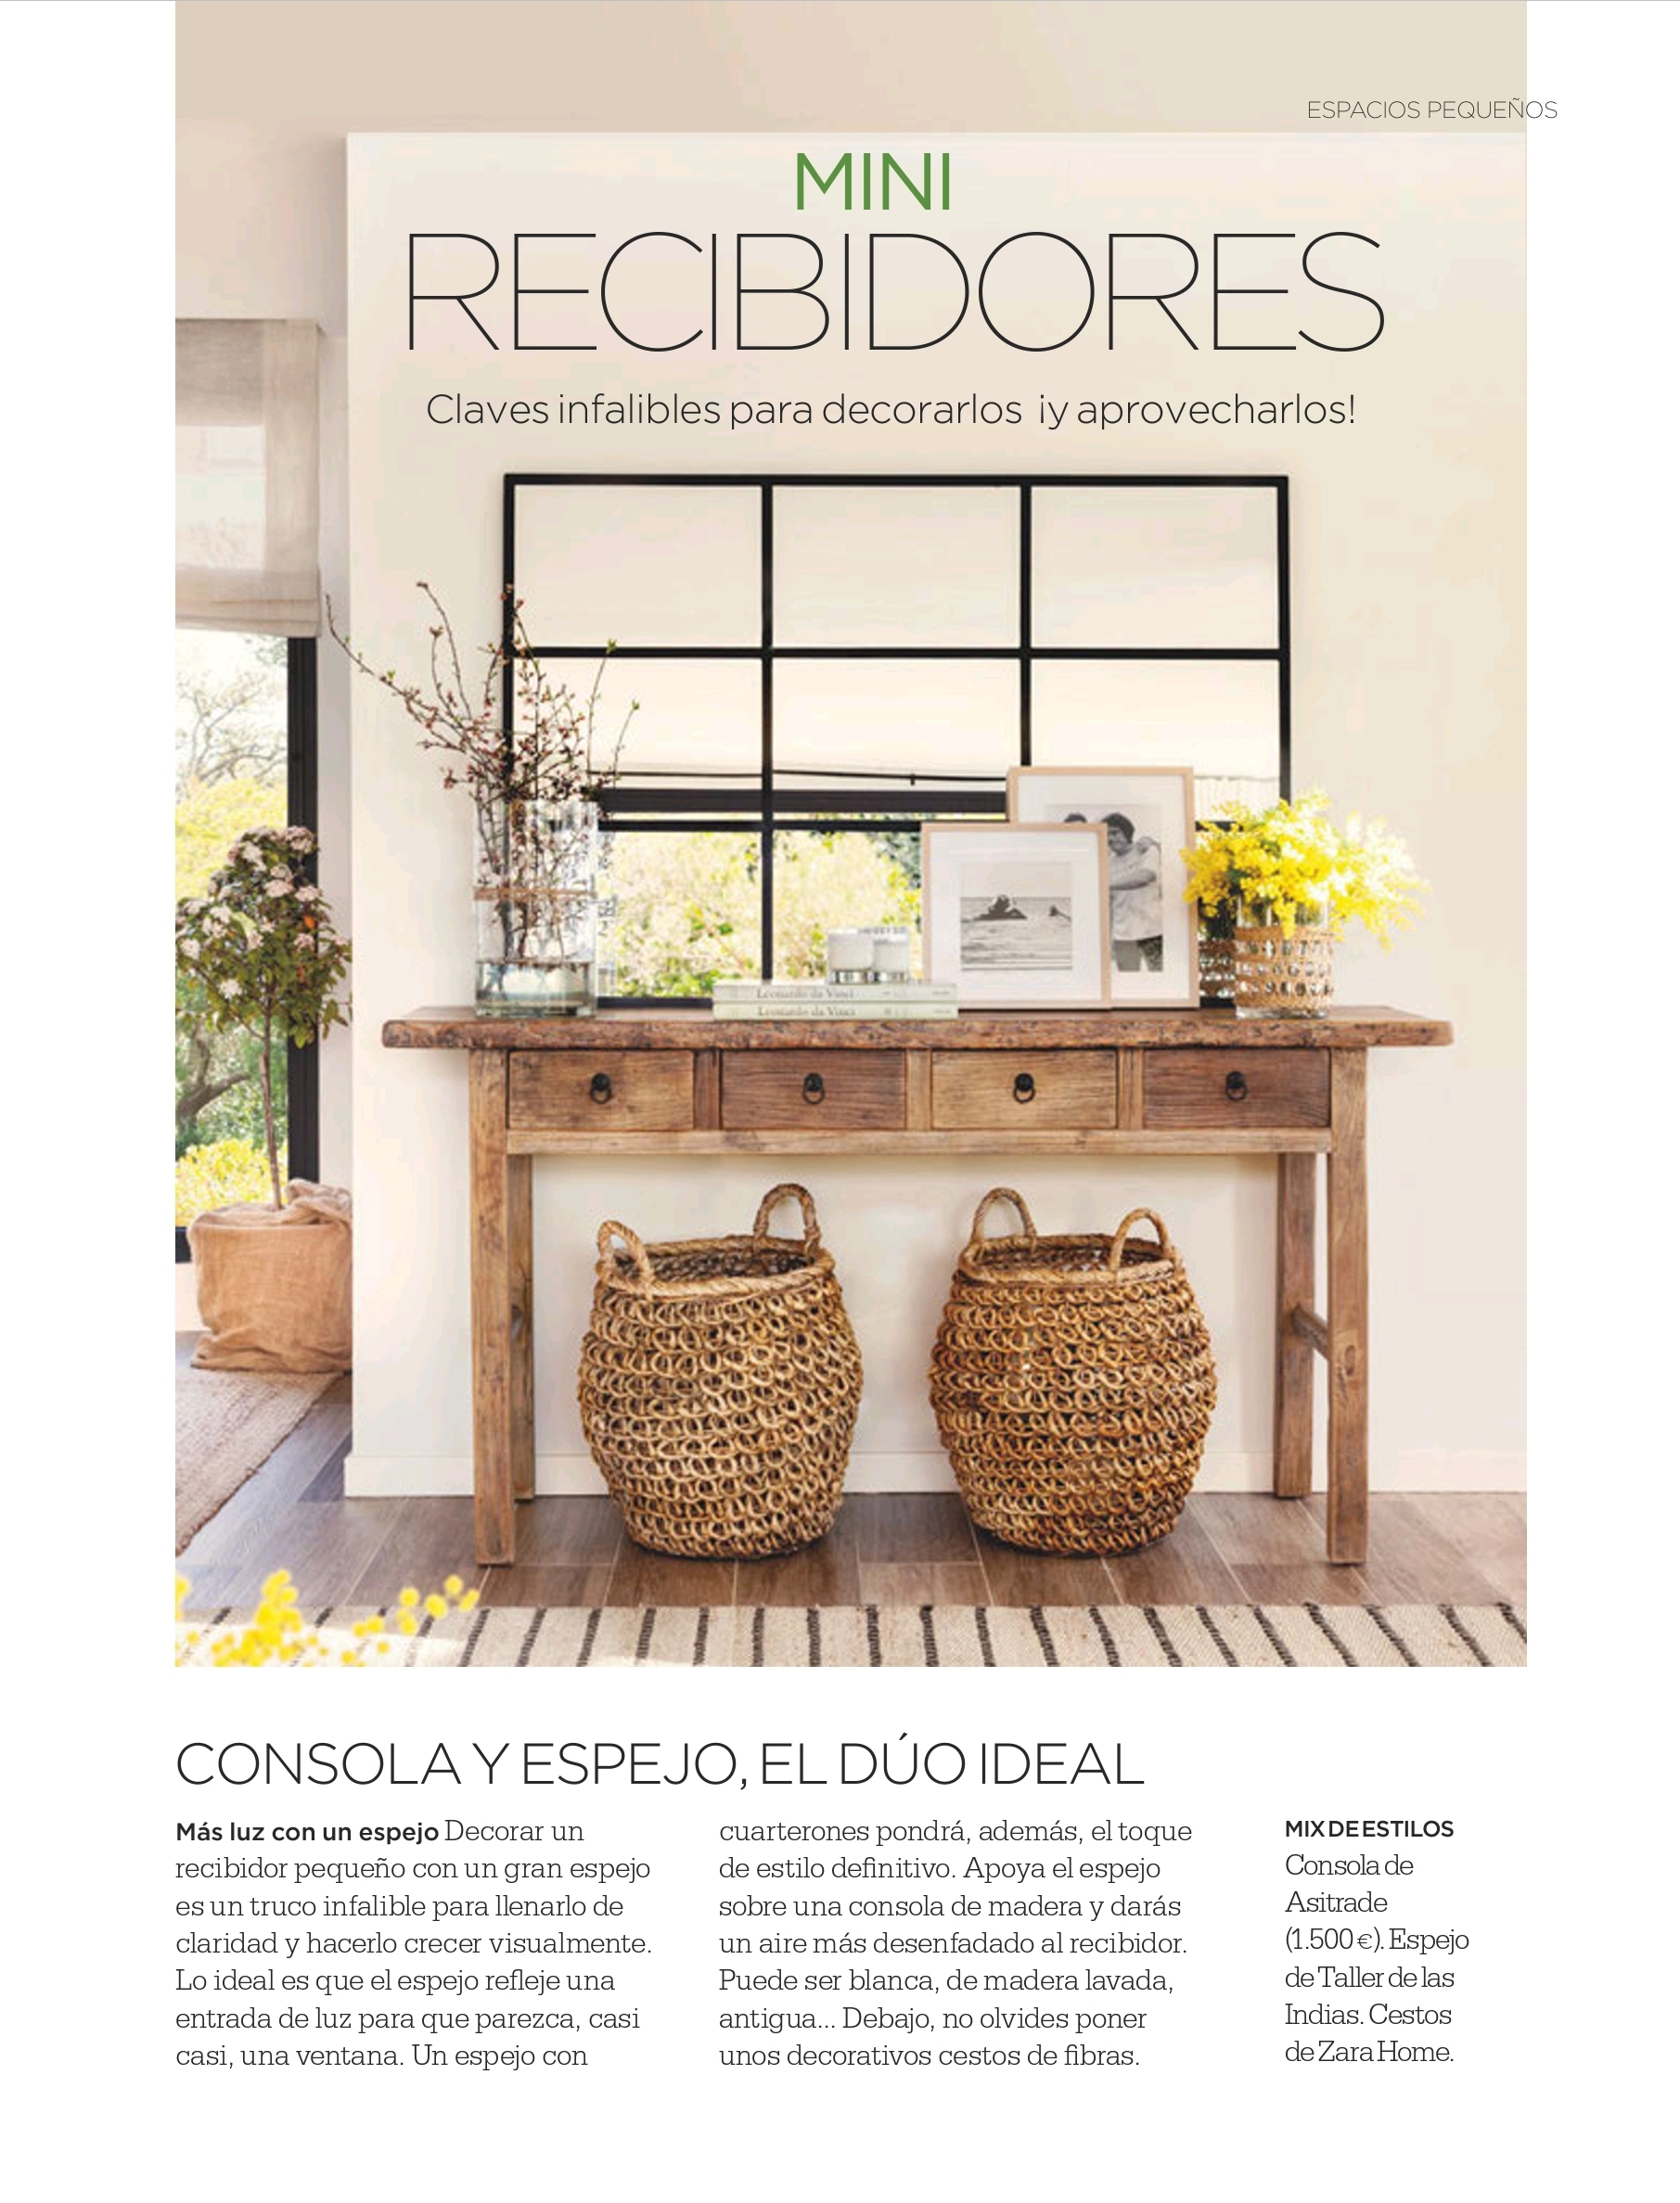 ESPACIOS PEQUEÑOS
MINI
RECIBIDORES
Claves infalibles para decorarlos ¡y aprovecharlos!
Leonardo da Vinci
Leonardo da Vinci
CONSOLA Y ESPEJO, EL DÚO IDEAL
Más luz con un espejo Decorar un
recibidor pequeño con un gran espejo
es un truco infalible para llenarlo de
claridad y hacerlo crecer visualmente.
Lo ideal es que el espejo refleje una
entrada de luz para que parezca, casi
casi, una ventana. Un espejo con
cuarterones pondrá, además, el toque
de estilo definitivo. Apoya el espejo
sobre una consola de madera y darás
un aire más desenfadado al recibidor.
Puede ser blanca, de madera lavada,
antigua... Debajo, no olvides poner
unos decorativos cestos de fibras.
MIX DE ESTILOS
Consola de
Asitrade
(1.500 €). Espejo
de Taller de las
Indias. Cestos
de Zara Home.